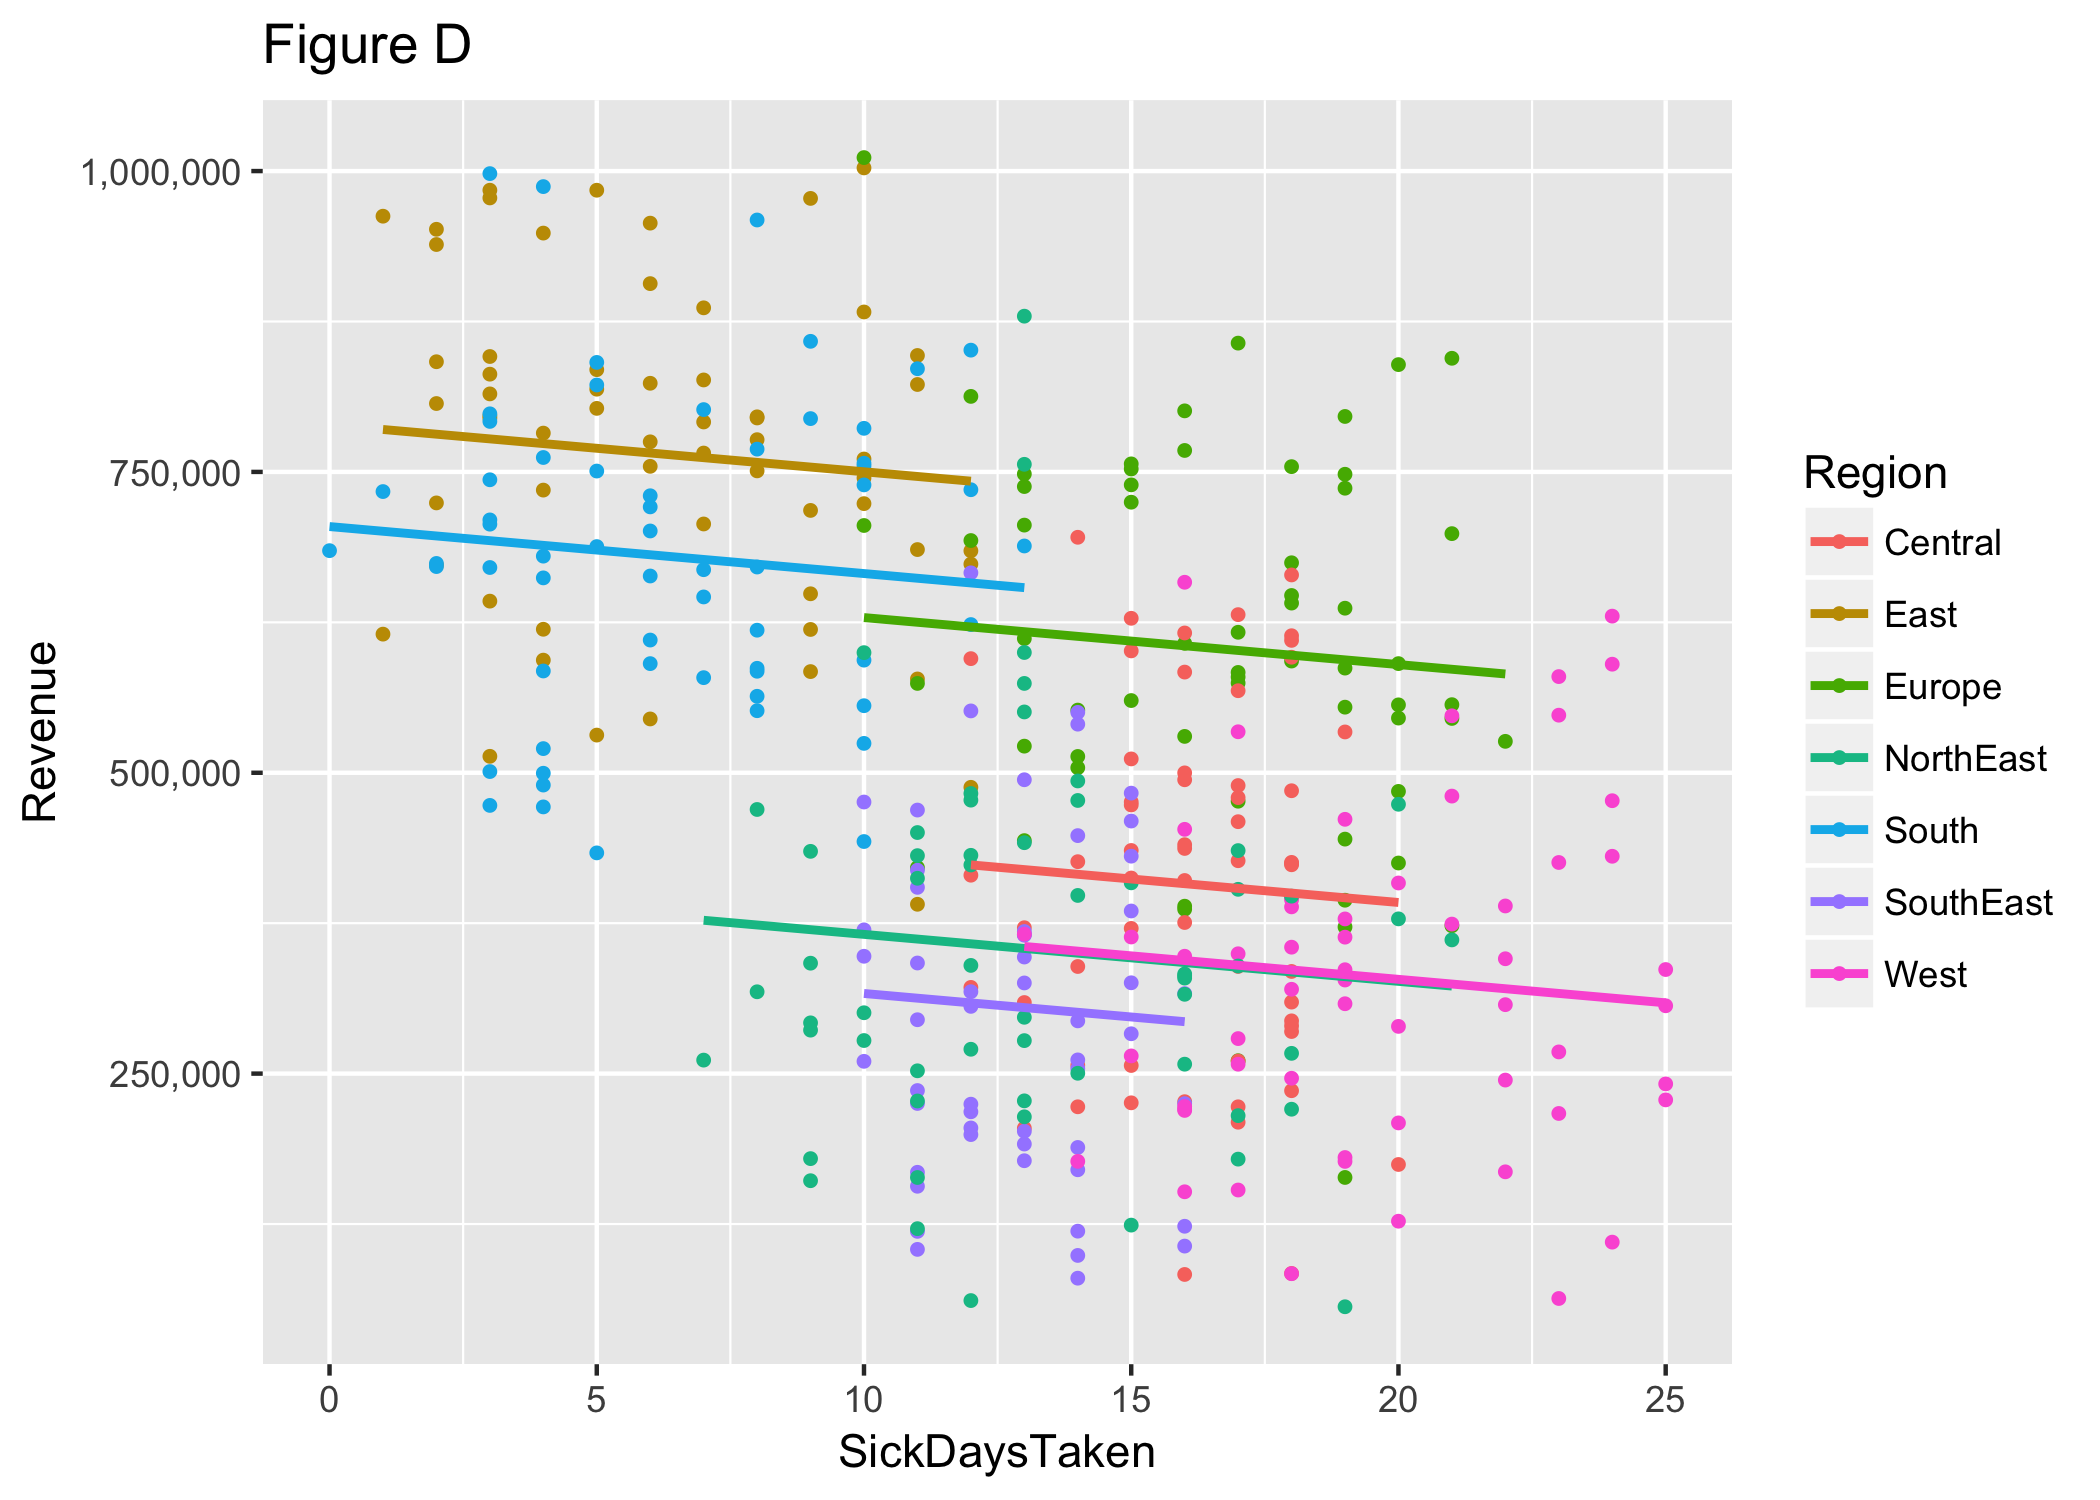 Figure D
1,000,000
750,000
500,000
250,000
Revenue
0 5 10 15 20 25
SickDaysTaken
Region
Central
East
Europe
NorthEast
South
SouthEast
West